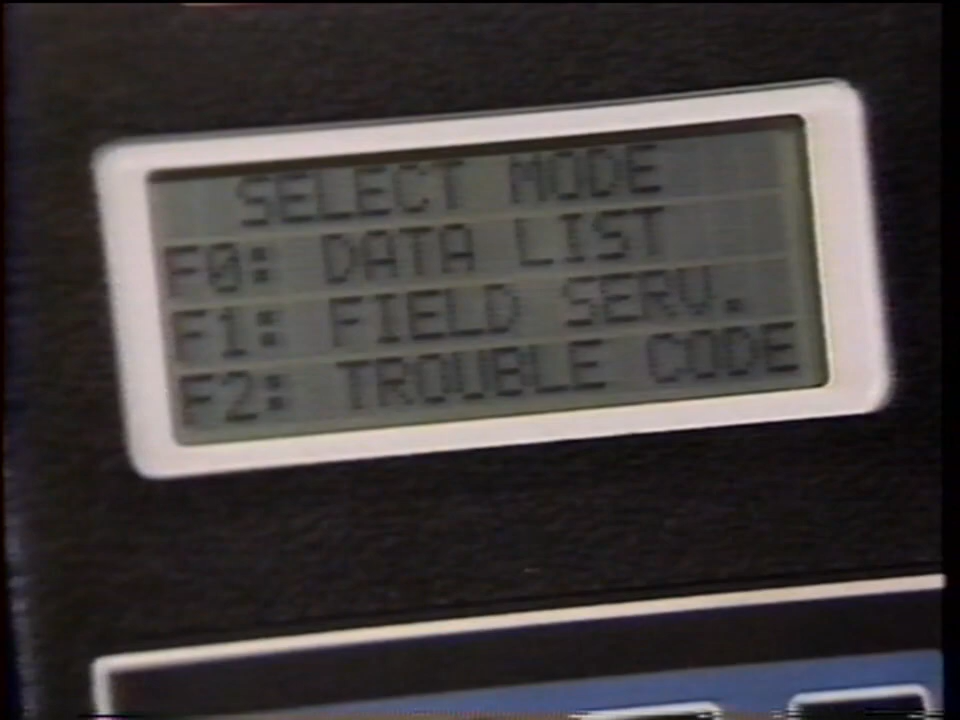 SELECT MODE
F0: DATA LIST
F1: FIELD SERV.
F2: TROUBLE CODE